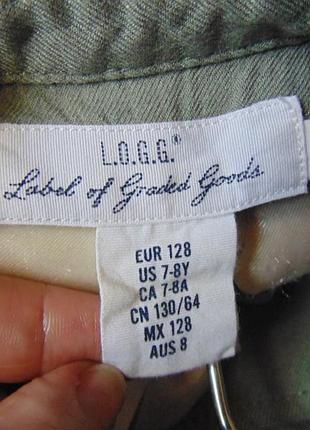 L.O.G.G.®
Label of Graded Goods.
EUR 128
US 7-8Y
CA 7-8A
CN 130/64
MX 128
AUS 8